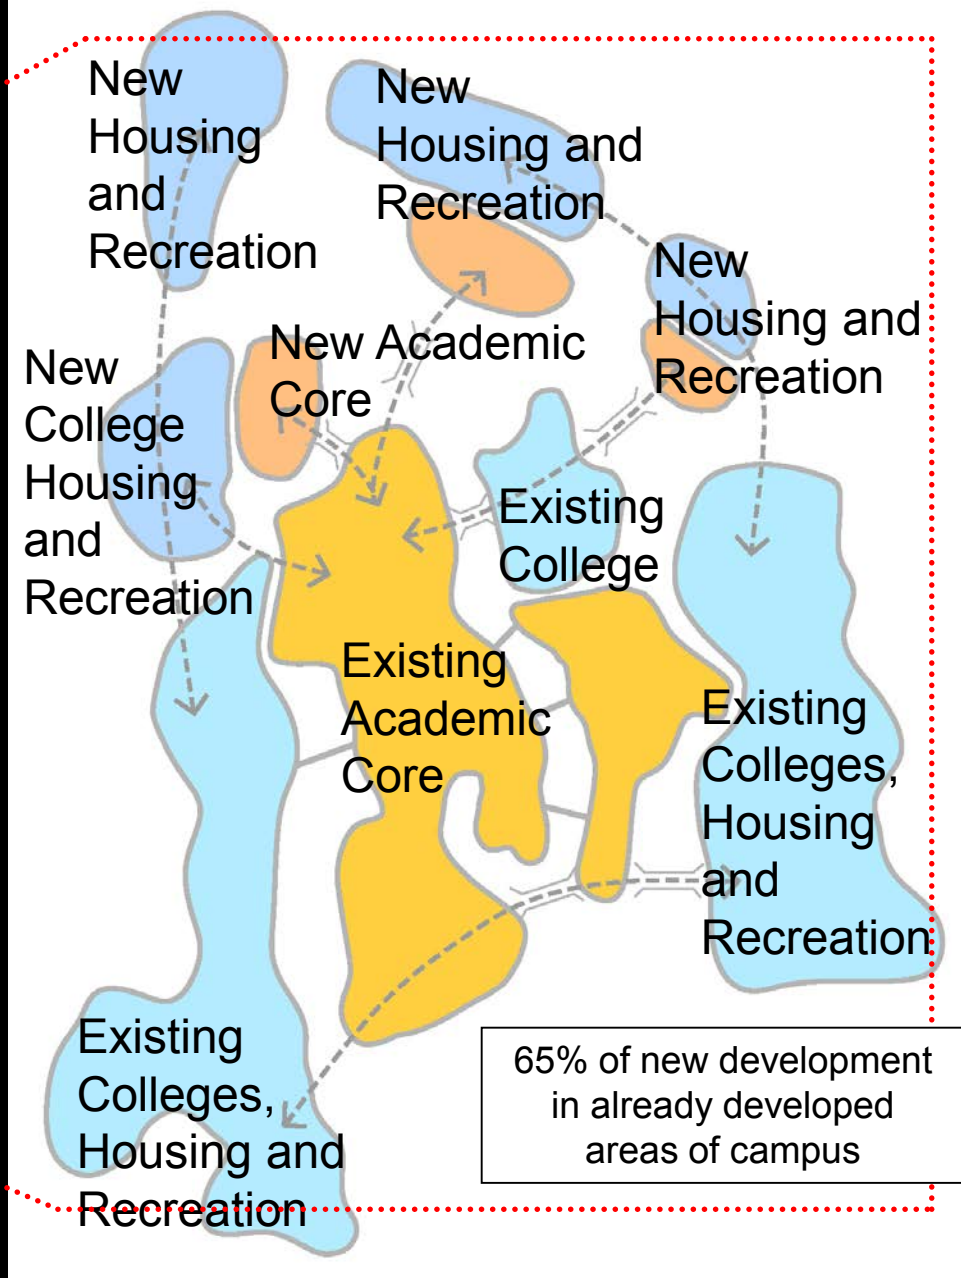 New
Housing
and
Recreation
New
Housing and
Recreation
New
Housing and
Recreation
New Academic
Core
New
College
Housing
and
Recreation
Existing
College
Existing
Academic
Core
Existing
Colleges,
Housing
and
Recreation
Existing
Colleges,
Housing and
Recreation
65% of new development
in already developed
areas of campus